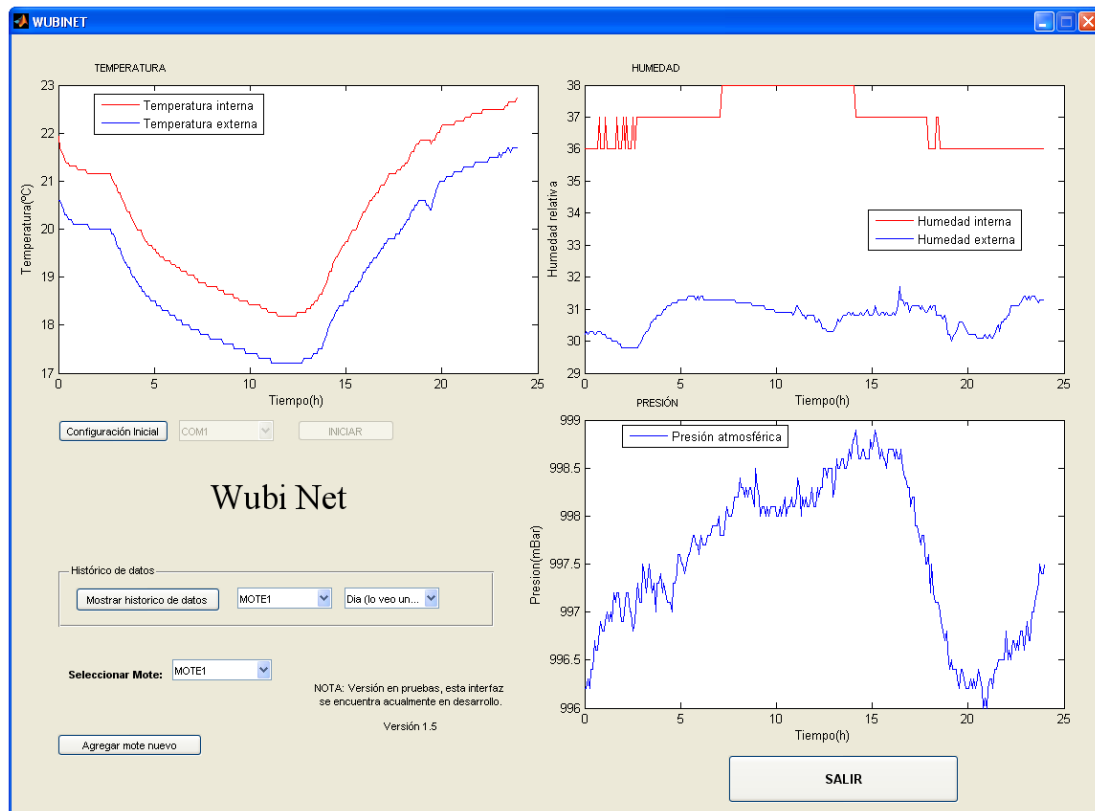 WUBINET
TEMPERATURA
23
22
21
20
19
18
17
Temperatura(ºC)
Temperatura interna
Temperatura externa
0 5 10 15 20 25
Tiempo(h)
HUMEDAD
38
37
36
35
34
33
32
31
30
29
Humedad relativa
Humedad interna
Humedad externa
0 5 10 15 20 25
Tiempo(h)
Configuración Inicial COM1 INICIAR
Wubi Net
Histórico de datos
Mostrar historico de datos MOTE1 Dia (lo veo un...
Seleccionar Mote: MOTE1
NOTA: Versión en pruebas, esta interfaz
se encuentra acualmente en desarrollo.
Versión 1.5
Agregar mote nuevo
PRESIÓN
999
998.5
998
997.5
997
996.5
996
Presion(mBar)
Presión atmosférica
0 5 10 15 20 25
Tiempo(h)
SALIR